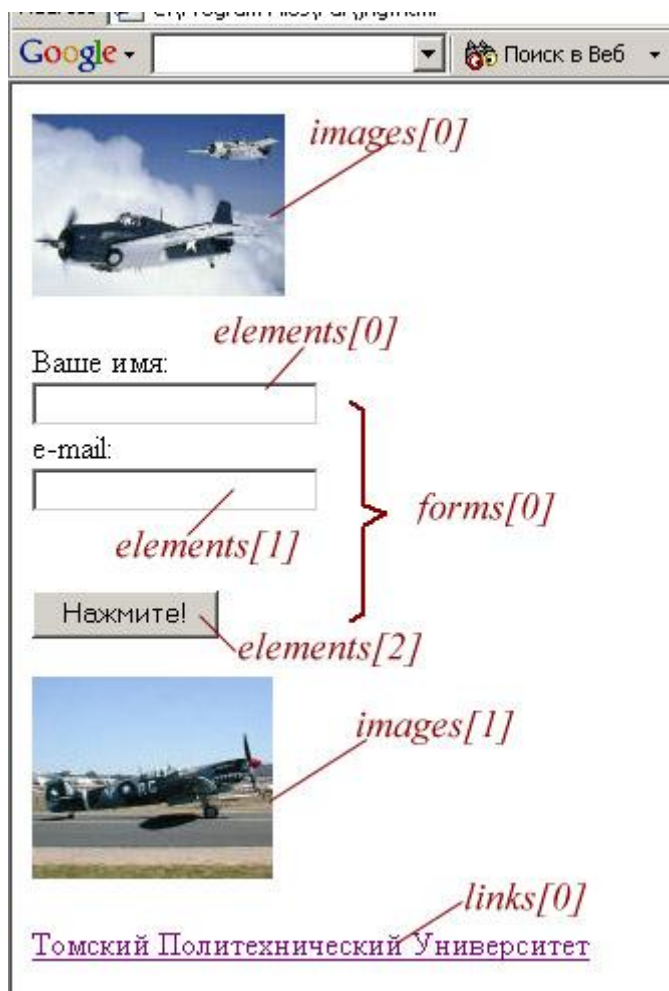 Google
Поиск в Веб
images[0]
elements[0]
Ваше имя:
e-mail:
forms[0]
elements[1]
Нажмите!
elements[2]
images[1]
links[0]
Томский Политехнический Университет